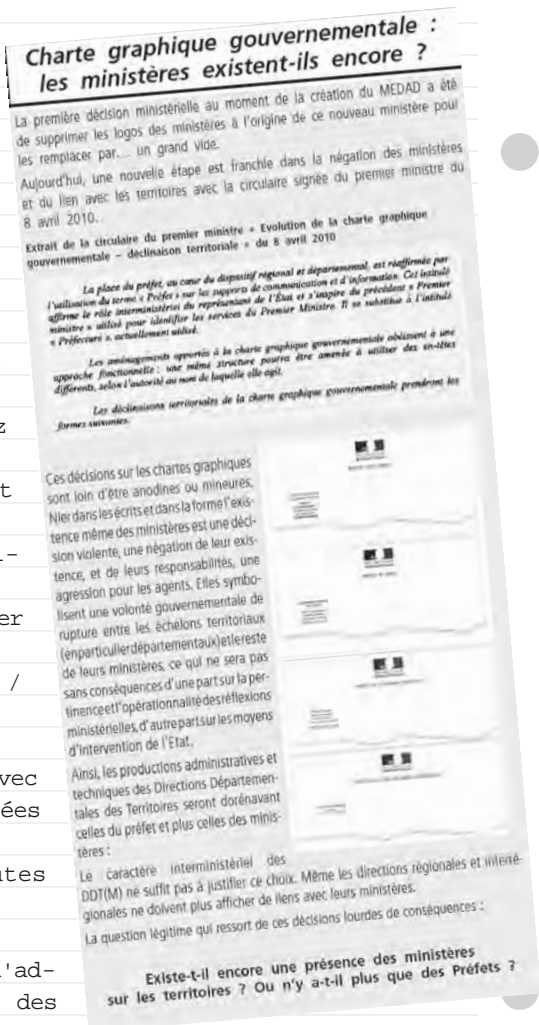 Charte graphique gouvernementale :
les ministères existent-ils encore ?
La première décision ministérielle au moment de la création du MEDAD a été
de supprimer les logos des ministères à l'origine de ce nouveau ministère pour
les remplacer par.... un grand vide.
Aujourd'hui, une nouvelle étape est franchie dans la négation des ministères
et du lien avec les territoires avec la circulaire signée du premier ministre du
8 avril 2010.
Extrait de la circulaire du premier ministre « Evolution de la charte graphique
gouvernementale – déclinaison territoriale » du 8 avril 2010
La place du préfet, au cœur du dispositif régional et départemental, est réaffirmée par
l'utilisation du terme « Préfet » sur les supports de communication et d'information. Cet intitulé
affirme le rôle interministériel du représentant de l'État et s'inspire du précédent « Premier
ministre » utilisé pour identifier les services du Premier Ministre. Il se substitue à l'intitulé
« Préfecture », actuellement utilisé.
Les aménagements apportés à la charte graphique gouvernementale obéissent à une
approche fonctionnelle : une même structure pourra être amenée à utiliser des en-têtes
différents, selon l'autorité au nom de laquelle elle agit.
Les déclinaisons territoriales de la charte graphique gouvernementale prendront les
formes suivantes.
Ces décisions sur les chartes graphiques
sont loin d'être anodines ou mineures.
Nier dans les écrits et dans la forme l'exis-
tence même des ministères est une déci-
sion violente, une négation de leur exis-
tence, et de leurs responsabilités, une
agression pour les agents. Elles symbo-
lisent une volonté gouvernementale de
rupture entre les échelons territoriaux
(en particulier départementaux) et le reste
de leurs ministères, ce qui ne sera pas
sans conséquences d'une part sur la per-
tinence et l'opérationnalité des réflexions
ministérielles, d'autre part sur les moyens
d'intervention de l'Etat.
Ainsi, les productions administratives et
techniques des Directions Départemen-
tales des Territoires seront dorénavant
celles du préfet et plus celles des minis-
tères :
Le caractère interministériel des
DDT(M) ne suffit pas à justifier ce choix. Même les directions régionales et interré-
gionales ne doivent plus afficher de liens avec leurs ministères.
La question légitime qui ressort de ces décisions lourdes de conséquences :
Existe-t-il encore une présence des ministères
sur les territoires ? Ou n'y a-t-il plus que des Préfets ?
z
t
-
er
/
vec
ées
tes
'ad-
des